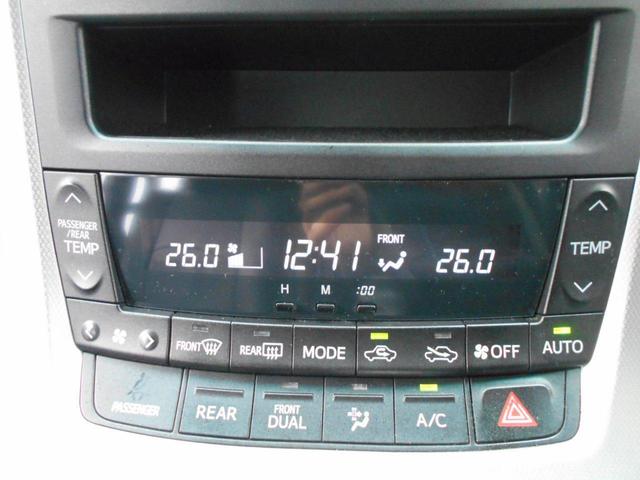 PASSENGER
/REAR
TEMP
26.0 12:41 FRONT 26.0
H M :00
TEMP
FRONT REAR MODE OFF AUTO
PASSENGER REAR FRONT DUAL A/C